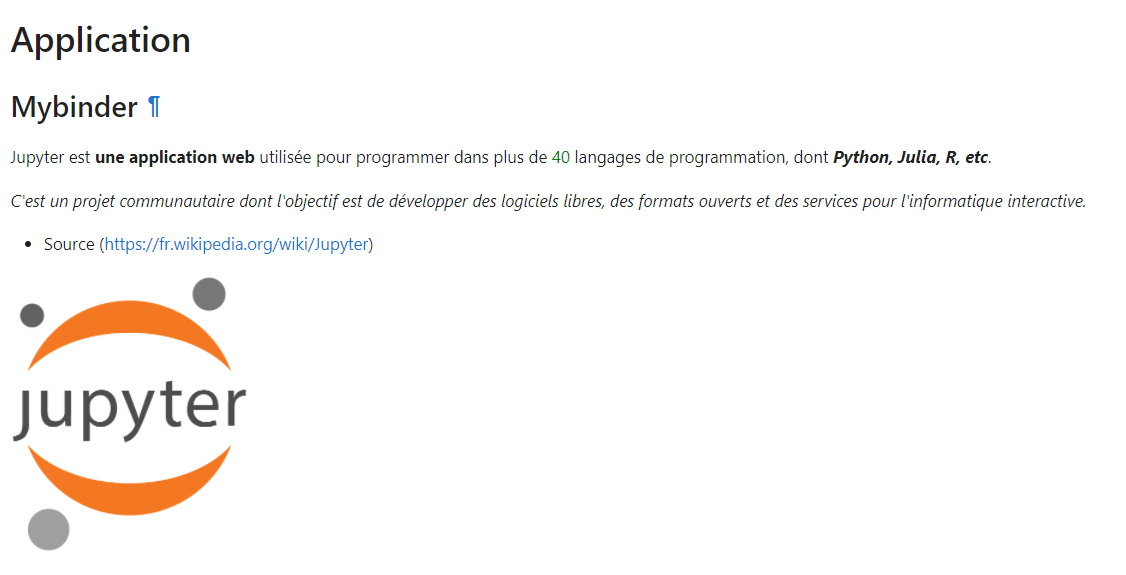 Application
Mybinder ¶
Jupyter est une application web utilisée pour programmer dans plus de 40 langages de programmation, dont Python, Julia, R, etc.
C'est un projet communautaire dont l'objectif est de développer des logiciels libres, des formats ouverts et des services pour l'informatique interactive.
• Source (https://fr.wikipedia.org/wiki/Jupyter)
jupyter